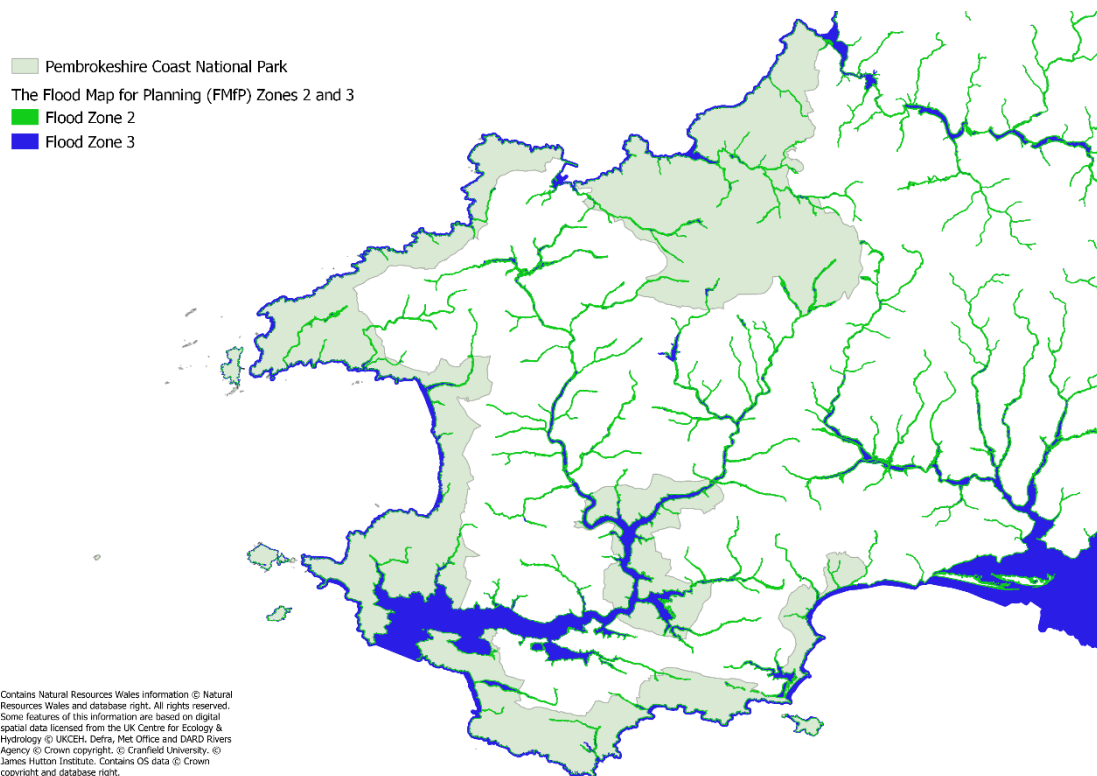 Pembrokeshire Coast National Park
The Flood Map for Planning (FMfP) Zones 2 and 3
Flood Zone 2
Flood Zone 3
Contains Natural Resources Wales information © Natural
Resources Wales and database right. All rights reserved.
Some features of this information are based on digital
spatial data licensed from the UK Centre for Ecology &
Hydrology © UKCEH. Defra, Met Office and DARD Rivers
Agency © Crown copyright. © Cranfield University. ©
James Hutton Institute. Contains OS data © Crown
copyright and database right.